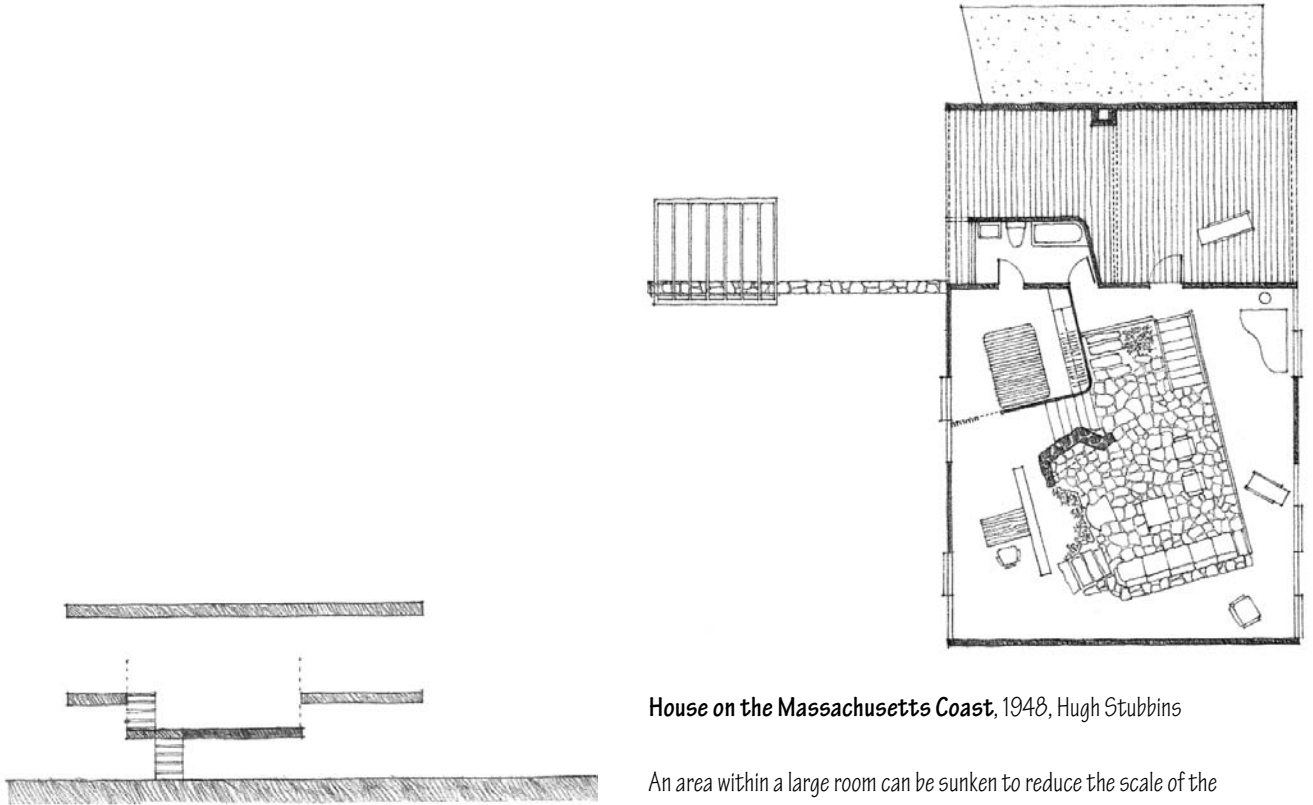 House on the Massachusetts Coast, 1948, Hugh Stubbins
An area within a large room can be sunken to reduce the scale of the